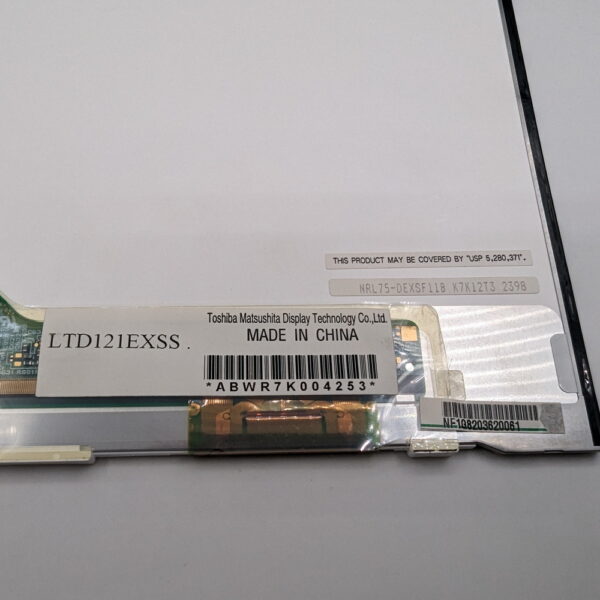 THIS PRODUCT MAY BE COVERED BY "USP 5,280,371".
NRL75-DEXSF11B K7K12T3 2398
Toshiba Matsushita Display Technology Co.,Ltd.
LTD121EXSS .
MADE IN CHINA
*ABWR7K004253*
NF108203620061